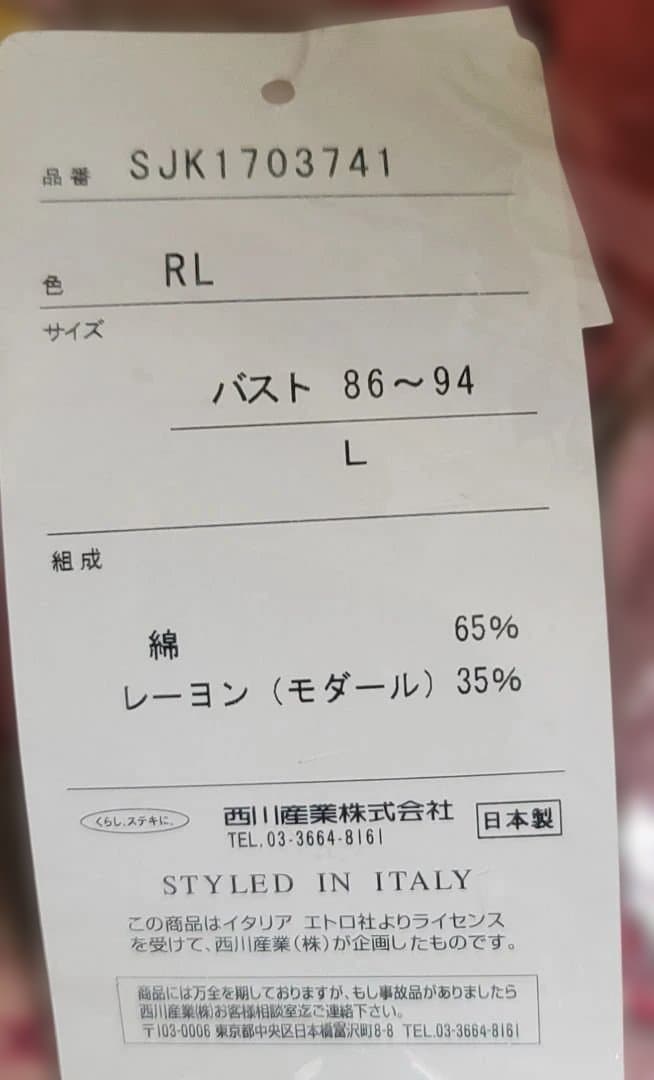 品番 SJK1703741
色 RL
サイズ
バスト 86～94
L
組成
綿 65%
レーヨン（モダール）35%
くらし、ステキに。
西川産業株式会社
TEL.03-3664-8161
日本製
STYLED IN ITALY
この商品はイタリア エトロ社よりライセンス
を受けて、西川産業(株)が企画したものです。
商品には万全を期しておりますが、もし事故品がありましたら
西川産業(株)お客様相談室迄ご連絡下さい。
〒103-0006 東京都中央区日本橋富沢町8-8 TEL.03-3664-8161